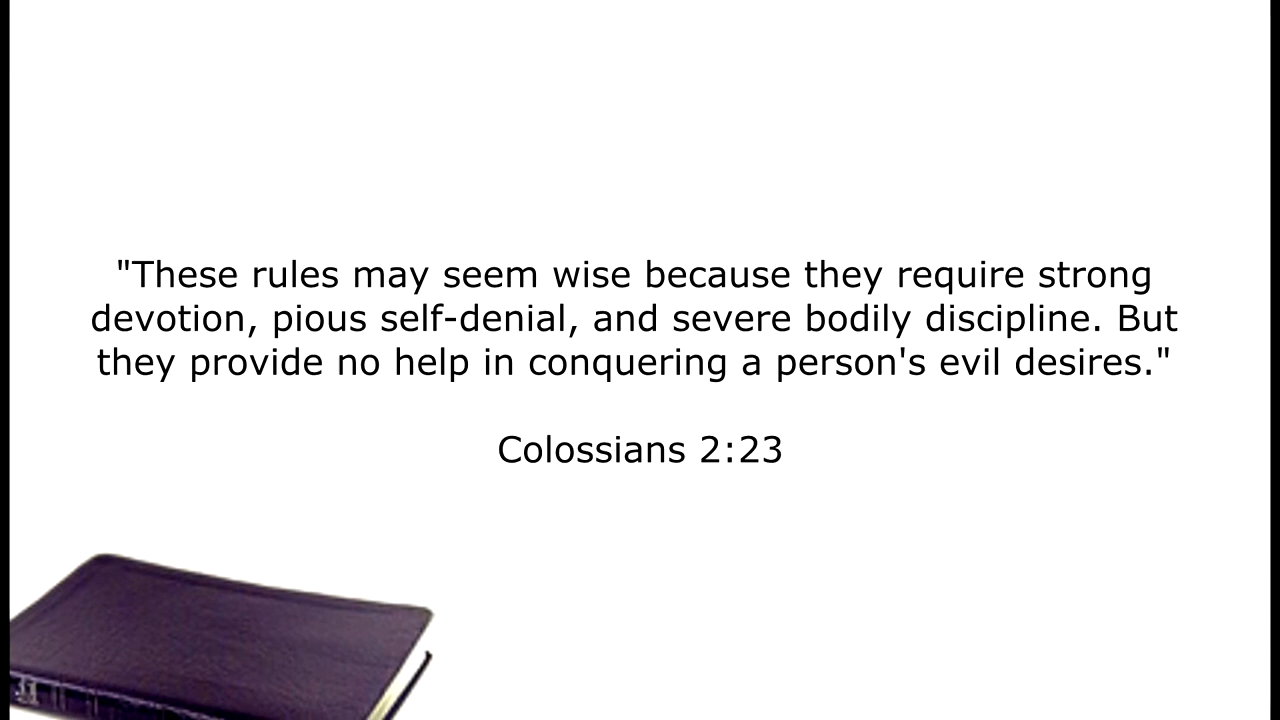 "These rules may seem wise because they require strong
devotion, pious self-denial, and severe bodily discipline. But
they provide no help in conquering a person's evil desires."
Colossians 2:23